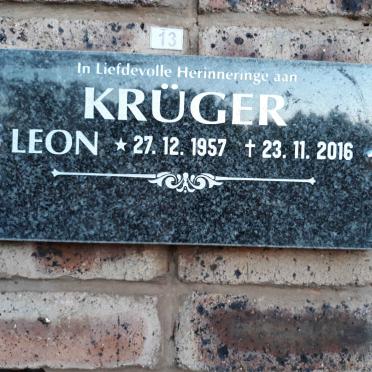 13
In Liefdevolle Herinneringe aan
KRÜGER
LEON ★ 27. 12. 1957 ✝ 23. 11. 2016